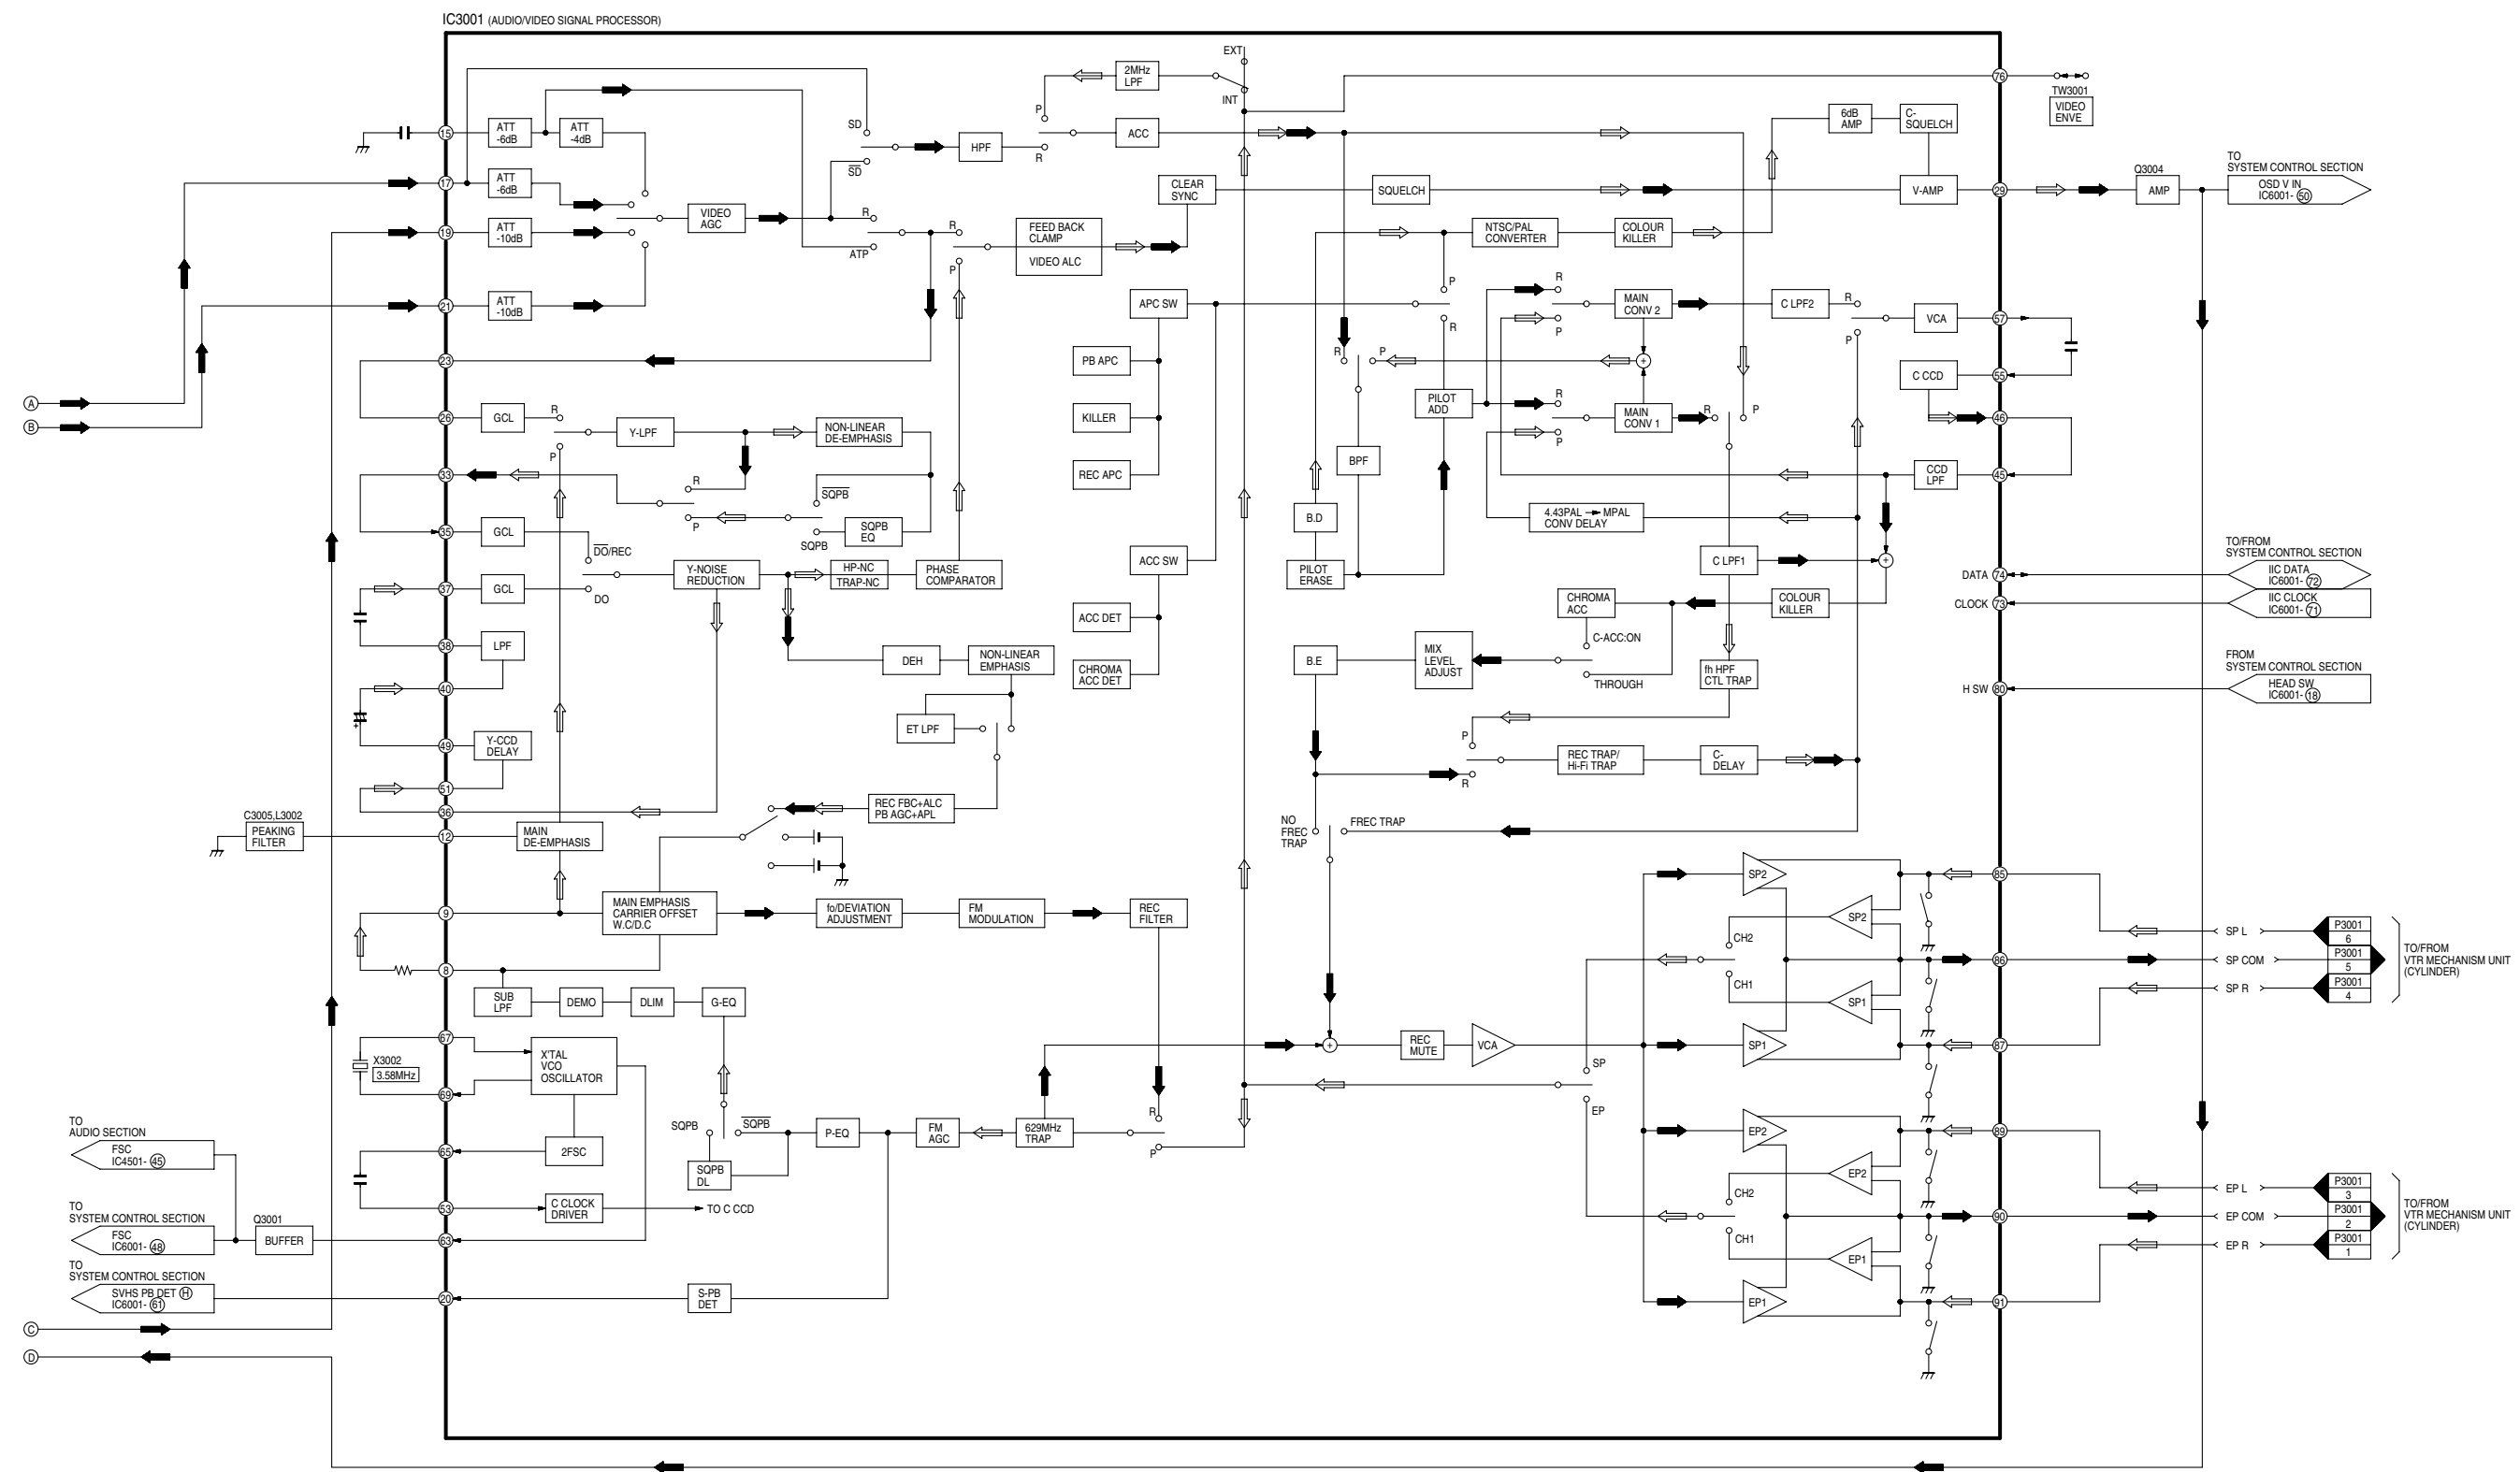 IC3001 (AUDIO/VIDEO SIGNAL PROCESSOR)
EXT
INT
2MHz
LPF
P
R
ACC
HPF
SD
SD
15
ATT
-6dB
ATT
-4dB
17
ATT
-6dB
19
ATT
-10dB
21
ATT
-10dB
VIDEO
AGC
R
ATP
R
P
FEED BACK
CLAMP
VIDEO ALC
CLEAR
SYNC
SQUELCH
6dB
AMP
C-
SQUELCH
V-AMP
76
TW3001
VIDEO
ENVE
29
Q3004
AMP
TO
SYSTEM CONTROL SECTION
OSD V IN
IC6001- 50
NTSC/PAL
CONVERTER
COLOUR
KILLER
APC SW
PB APC
KILLER
REC APC
ACC SW
ACC DET
CHROMA
ACC DET
P
R
R
P
PILOT
ADD
BPF
B.D
PILOT
ERASE
R
P
MAIN
CONV 2
R
P
MAIN
CONV 1
C LPF2
R
P
VCA
57
C CCD
55
46
CCD
LPF
45
R
P
4.43PAL MPAL
CONV DELAY
C LPF1
COLOUR
KILLER
CHROMA
ACC
C-ACC:ON
THROUGH
MIX
LEVEL
ADJUST
B.E
fh HPF
CTL TRAP
P
R
REC TRAP/
Hi-Fi TRAP
C-
DELAY
NO
FREC
TRAP
FREC TRAP
TO/FROM
SYSTEM CONTROL SECTION
DATA 74
IIC DATA
IC6001- 72
CLOCK 73
IIC CLOCK
IC6001- 71
FROM
SYSTEM CONTROL SECTION
H SW 80
HEAD SW
IC6001- 18
A
B
23
26
GCL
R
P
Y-LPF
NON-LINEAR
DE-EMPHASIS
33
R
P
SQPB
SQPB
SQPB
EQ
35
GCL
DO/REC
DO
37
GCL
Y-NOISE
REDUCTION
HP-NC
TRAP-NC
PHASE
COMPARATOR
38
LPF
40
DEH
NON-LINEAR
EMPHASIS
ET LPF
49
Y-CCD
DELAY
51
36
REC FBC+ALC
PB AGC+APL
C3005,L3002
PEAKING
FILTER
12
MAIN
DE-EMPHASIS
9
MAIN EMPHASIS
CARRIER OFFSET
W.C/D.C
fo/DEVIATION
ADJUSTMENT
FM
MODULATION
REC
FILTER
8
SUB
LPF
DEMO
DLIM
G-EQ
67
X3002
3.58MHz
69
X'TAL
VCO
OSCILLATOR
65
2FSC
53
C CLOCK
DRIVER
TO C CCD
63
SQPB
SQPB
SQPB
DL
P-EQ
FM
AGC
629MHz
TRAP
R
P
S-PB
DET
20
TO
AUDIO SECTION
FSC
IC4501- 45
TO
SYSTEM CONTROL SECTION
FSC
IC6001- 48
Q3001
BUFFER
TO
SYSTEM CONTROL SECTION
SVHS PB DET H
IC6001- 61
C
D
REC
MUTE
VCA
SP
EP
SP2
SP2
CH2
CH1
SP1
SP1
EP2
EP2
CH2
CH1
EP1
EP1
85
86
87
89
90
91
SP L
P3001
6
SP COM
P3001
5
SP R
P3001
4
TO/FROM
VTR MECHANISM UNIT
(CYLINDER)
EP L
P3001
3
EP COM
P3001
2
EP R
P3001
1
TO/FROM
VTR MECHANISM UNIT
(CYLINDER)